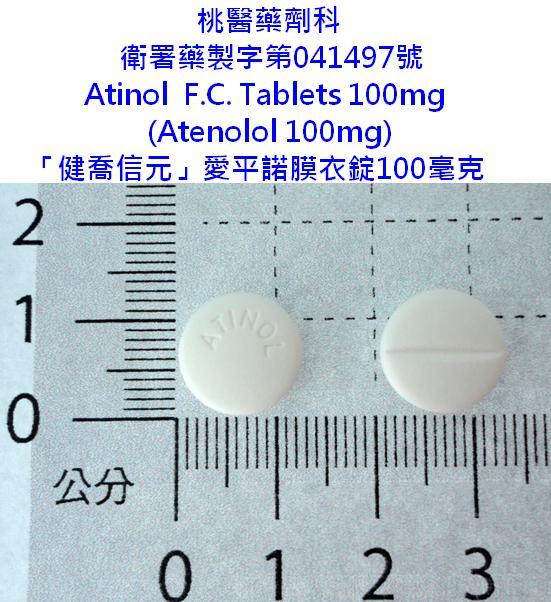 桃醫藥劑科
衛署藥製字第041497號
Atinol F.C. Tablets 100mg
(Atenolol 100mg)
「健喬信元」愛平諾膜衣錠100毫克
2
1
0
ATINOL
公分
0 1 2 3